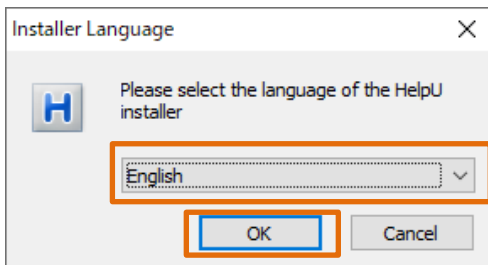 Installer Language
H
Please select the language of the HelpU
installer
English
OK
Cancel